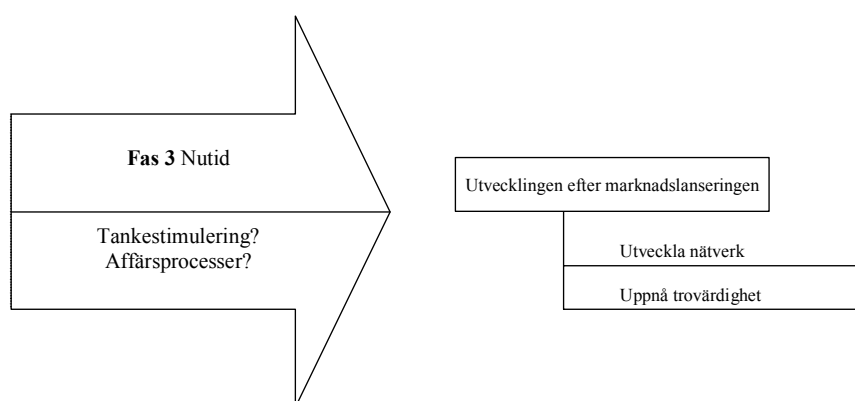 Fas 3 Nutid
Tankestimulering?
Affärsprocesser?
Utvecklingen efter marknadslanseringen
Utveckla nätverk
Uppnå trovärdighet